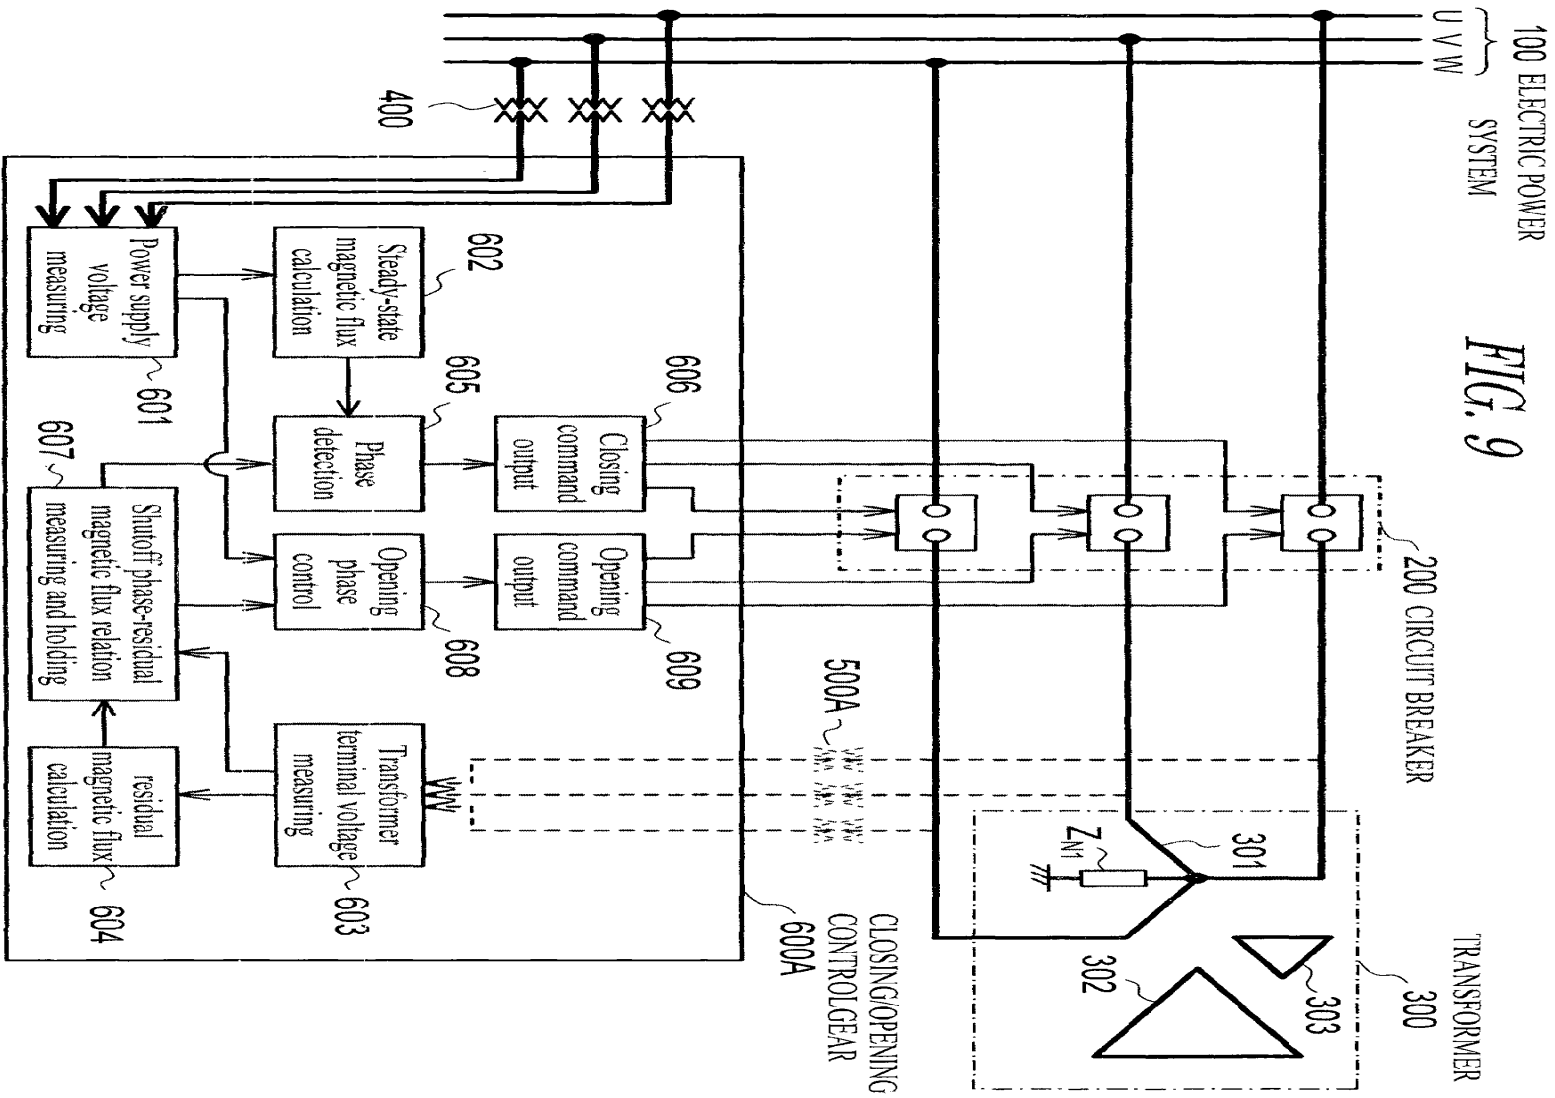 FIG. 9
100 ELECTRIC POWER
SYSTEM
U
V
W
200 CIRCUIT BREAKER
TRANSFORMER
300
301
303
302
ZN1
400
500A
CLOSING/OPENING
CONTROLGEAR
600A
606
Closing
command
output
609
Opening
command
output
602
Steady-state
magnetic flux
calculation
605
Phase
detection
608
Opening
phase
control
Transformer
terminal voltage
measuring
603
Power supply
voltage
measuring
601
607
Shutoff phase-residual
magnetic flux relation
measuring and holding
residual
magnetic flux
calculation
604